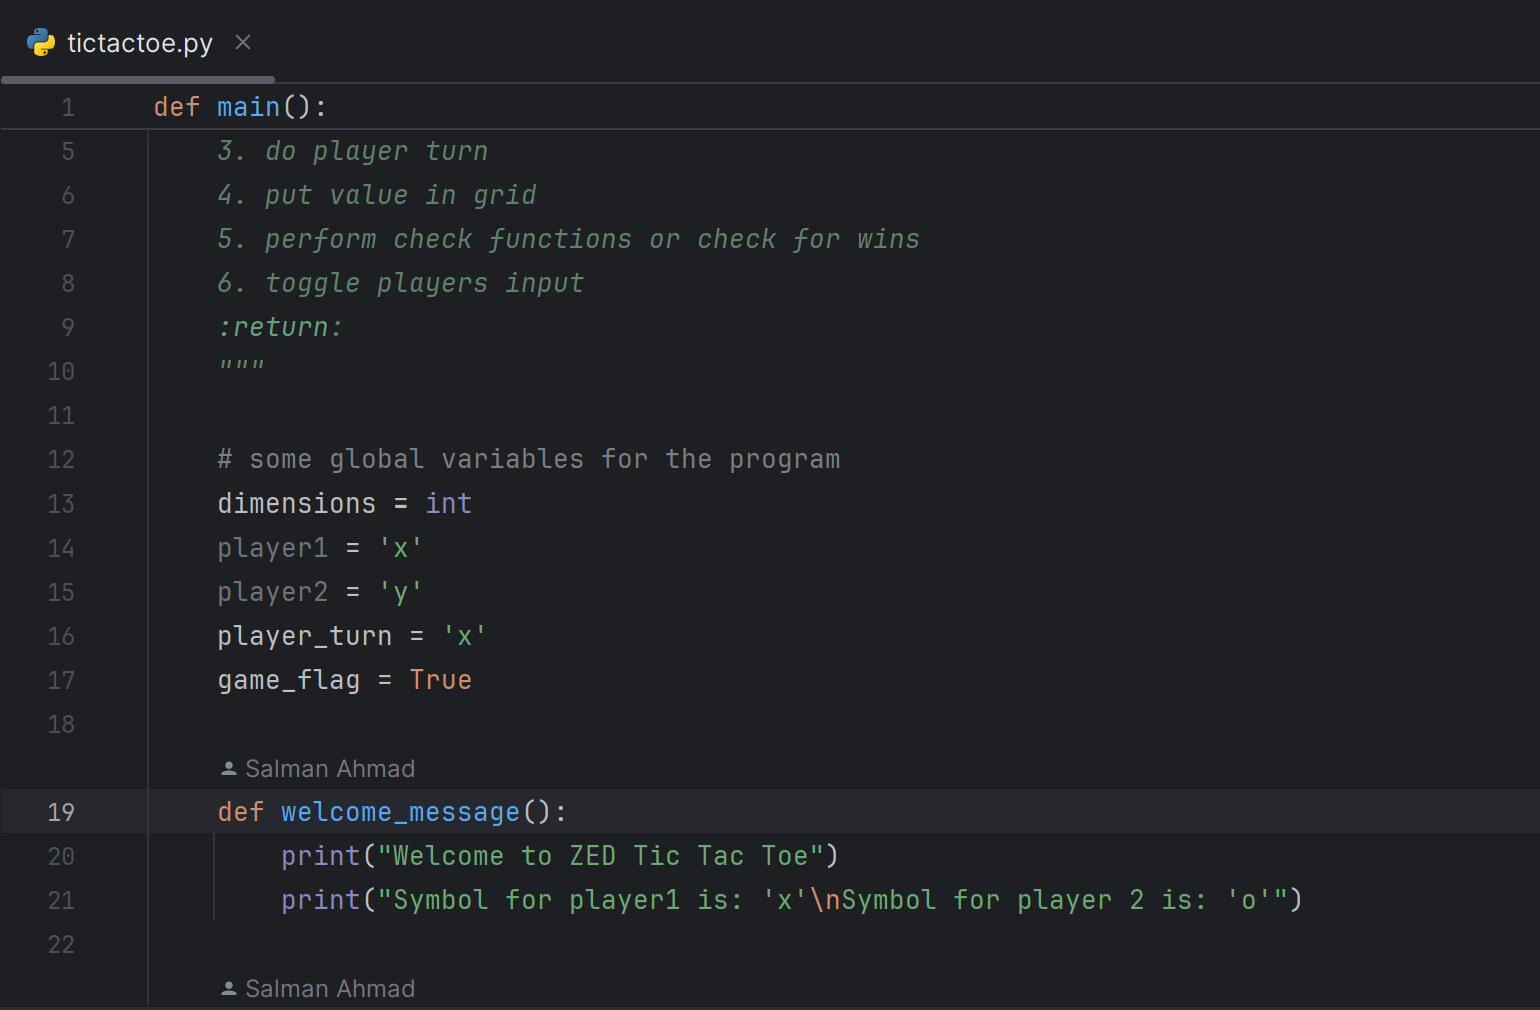 tictactoe.py
1 def main():
5 3. do player turn
6 4. put value in grid
7 5. perform check functions or check for wins
8 6. toggle players input
9 :return:
10 """
11
12 # some global variables for the program
13 dimensions = int
14 player1 = 'x'
15 player2 = 'y'
16 player_turn = 'x'
17 game_flag = True
18
Salman Ahmad
19 def welcome_message():
20 print("Welcome to ZED Tic Tac Toe")
21 print("Symbol for player1 is: 'x'\nSymbol for player 2 is: 'o'")
22
Salman Ahmad